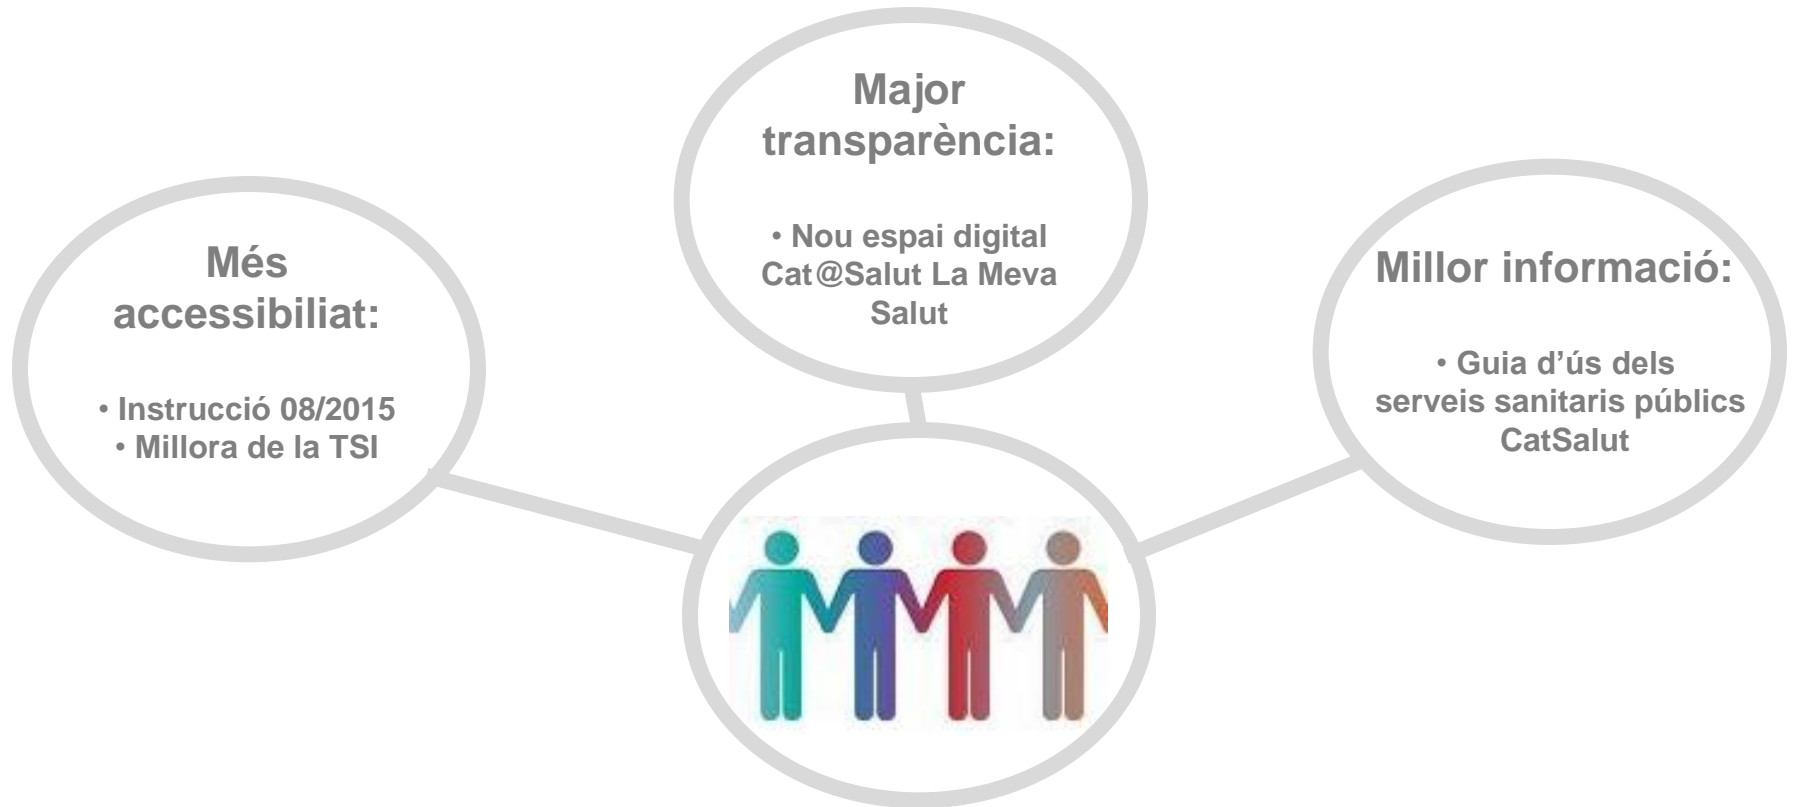 Més
accessibiliat:
• Instrucció 08/2015
• Millora de la TSI
Major
transparència:
• Nou espai digital
Cat@Salut La Meva
Salut
Millor informació:
• Guia d’ús dels
serveis sanitaris públics
CatSalut